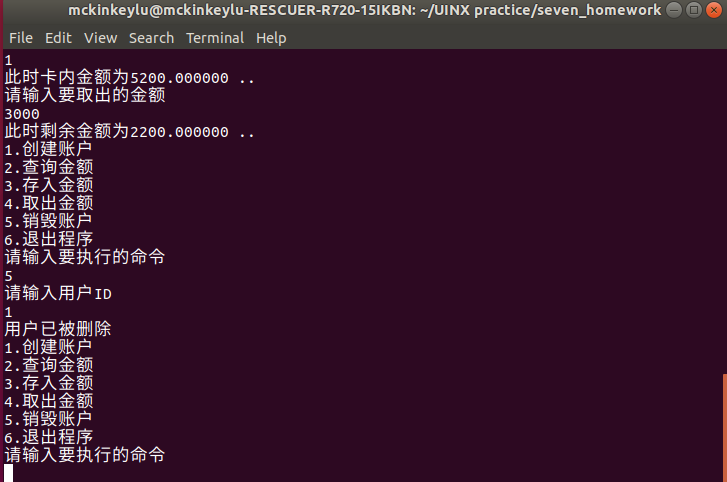 mckinkeylu@mckinkeylu-RESCUER-R720-15IKBN: ~/UINX practice/seven_homework
File Edit View Search Terminal Help
1
此时卡内金额为5200.000000 ..
请输入要取出的金额
3000
此时剩余金额为2200.000000 ..
1.创建账户
2.查询金额
3.存入金额
4.取出金额
5.销毁账户
6.退出程序
请输入要执行的命令
5
请输入用户ID
1
用户已被删除
1.创建账户
2.查询金额
3.存入金额
4.取出金额
5.销毁账户
6.退出程序
请输入要执行的命令